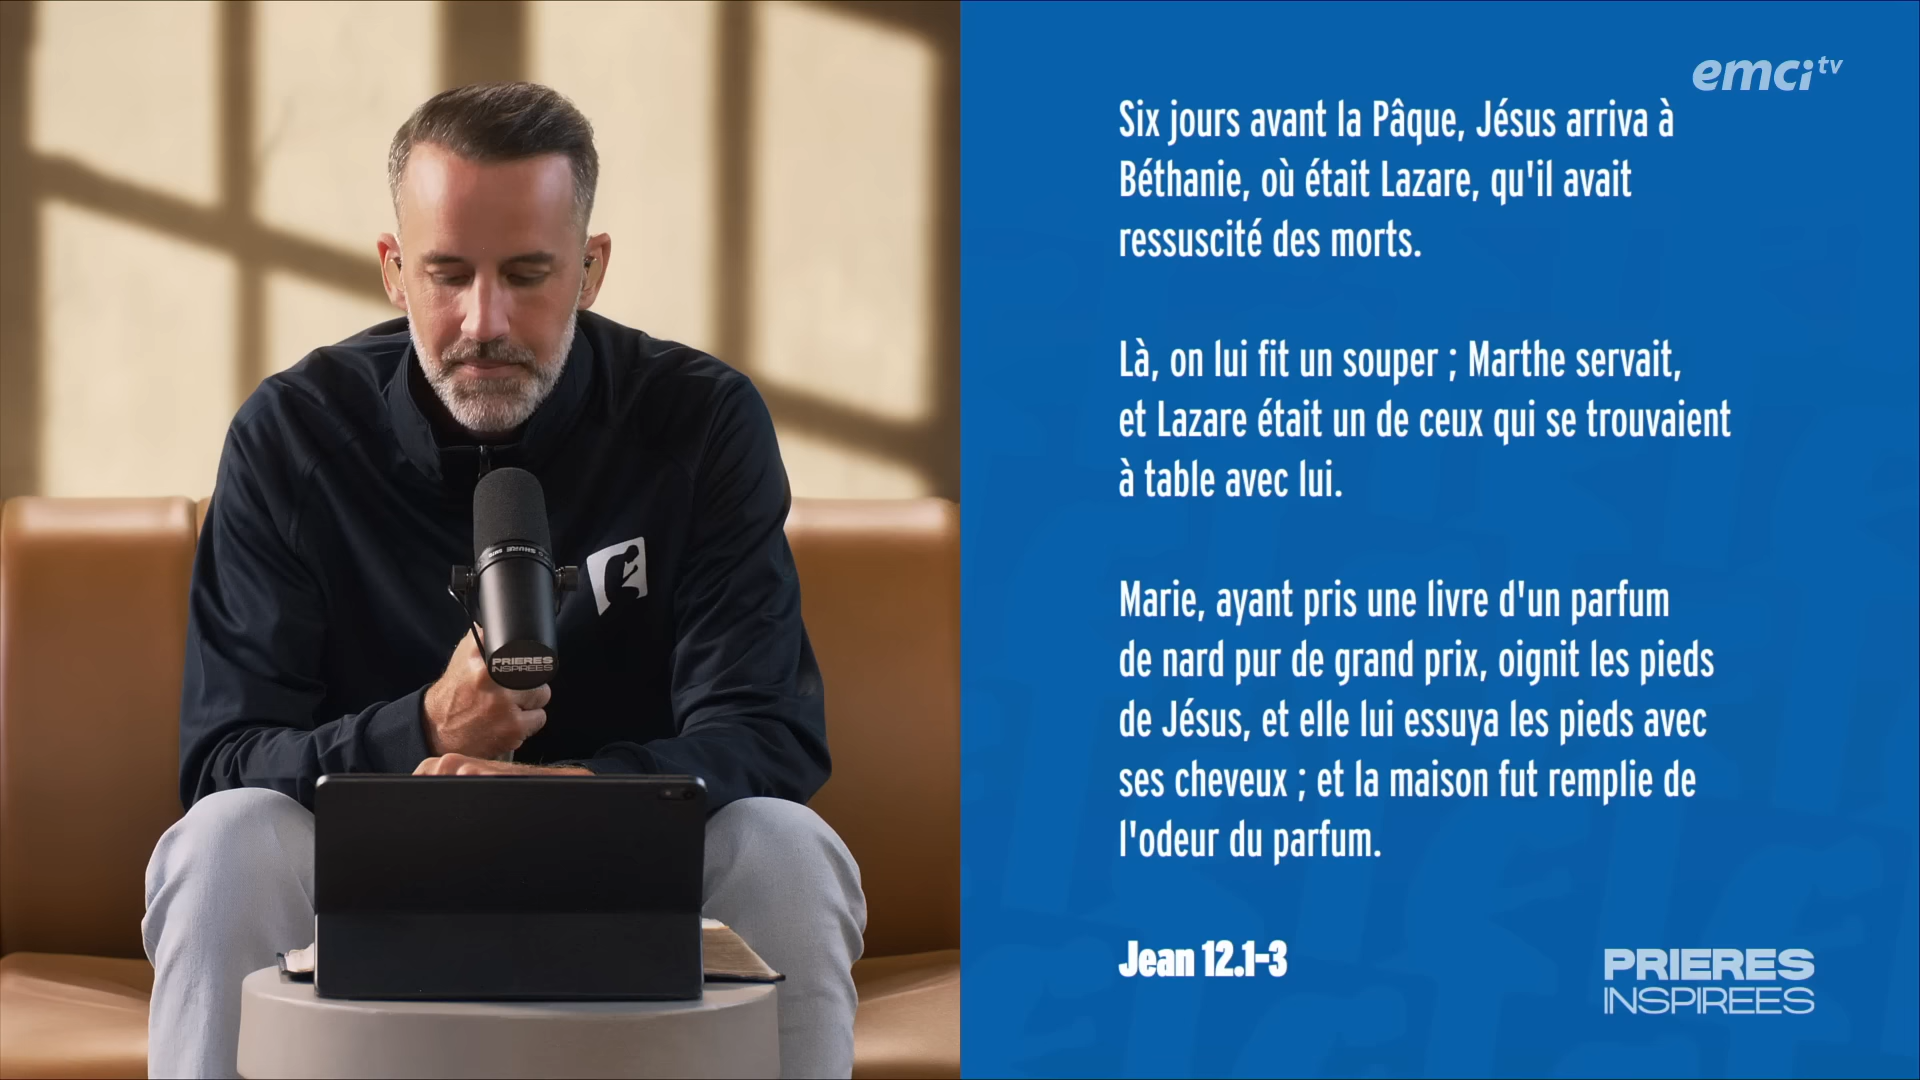 emci tv
Six jours avant la Pâque, Jésus arriva à
Béthanie, où était Lazare, qu'il avait
ressuscité des morts.
Là, on lui fit un souper ; Marthe servait,
et Lazare était un de ceux qui se trouvaient
à table avec lui.
Marie, ayant pris une livre d'un parfum
de nard pur de grand prix, oignit les pieds
de Jésus, et elle lui essuya les pieds avec
ses cheveux ; et la maison fut remplie de
l'odeur du parfum.
Jean 12.1-3
PRIERES
INSPIREES
SHURE SM7B
PRIERES
INSPIREES